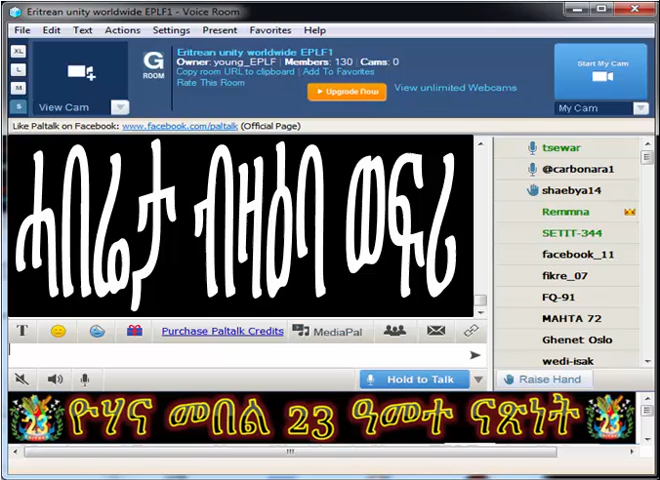 Eritrean unity worldwide EPLF1 - Voice Room
File Edit Text Actions Settings Present Favorites Help
XL
L
M
S
View Cam
G
ROOM
Eritrean unity worldwide EPLF1
Owner: young_EPLF | Members: 130 | Cams: 0
Copy room URL to clipboard | Add To Favorites
Rate This Room
Upgrade Now
View unlimited Webcams
Start My Cam
My Cam
Like Paltalk on Facebook: www.facebook.com/paltalk (Official Page)
ሓበሬታ ብዛዕባ ወፍሪ
tsewar
@carbonara1
shaebya14
Remmna
SETIT-344
facebook_11
fikre_07
FQ-91
MAHTA 72
Ghenet Oslo
wedi-isak
T Purchase Paltalk Credits MediaPal
Hold to Talk
Raise Hand
23 ዮሃና መበል 23 ዓመተ ናጽነት 23